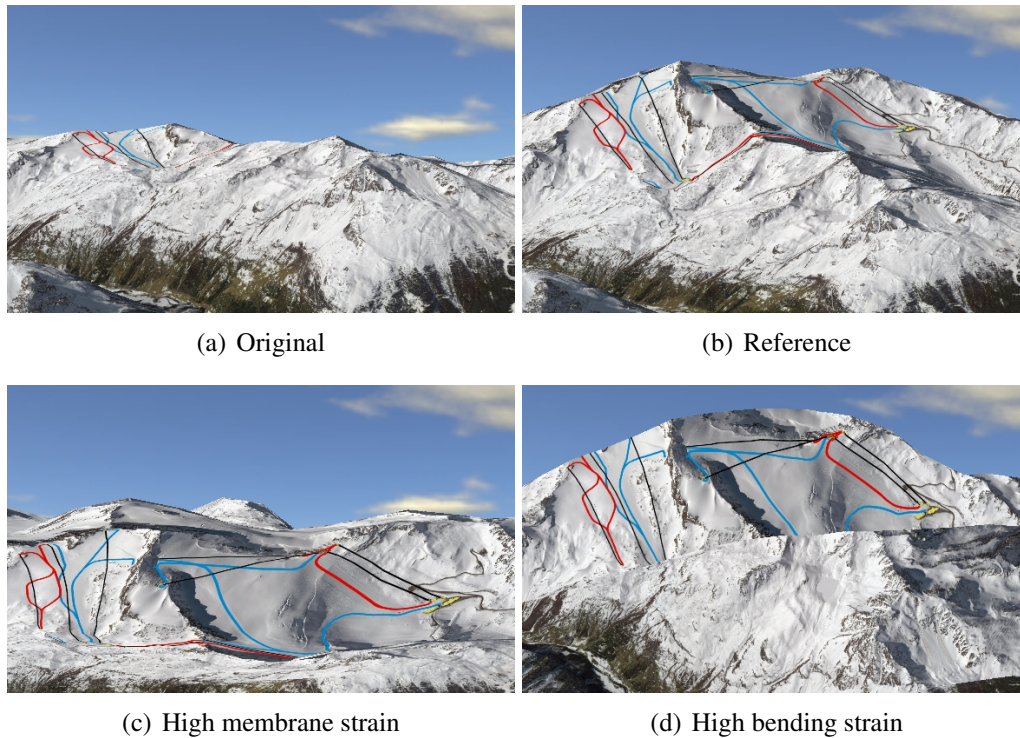 (a) Original
(b) Reference
(c) High membrane strain
(d) High bending strain